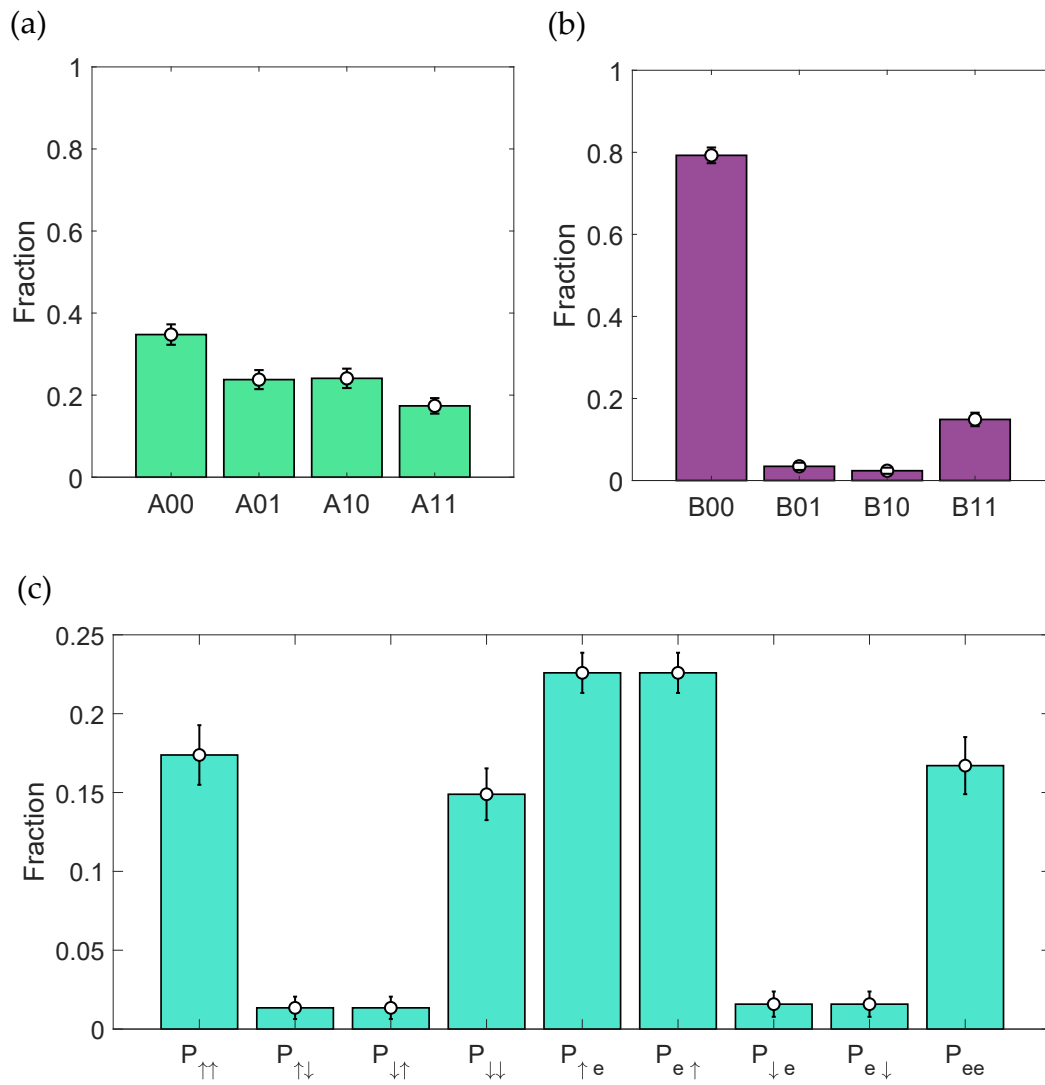 (a)
1
0.8
0.6
0.4
0.2
0
Fraction
A00 A01 A10 A11
(b)
1
0.8
0.6
0.4
0.2
0
Fraction
B00 B01 B10 B11
(c)
0.25
0.2
0.15
0.1
0.05
0
Fraction
P↑↑ P↑↓ P↓↑ P↓↓ P↑ e Pe ↑ P↓ e Pe ↓ Pee